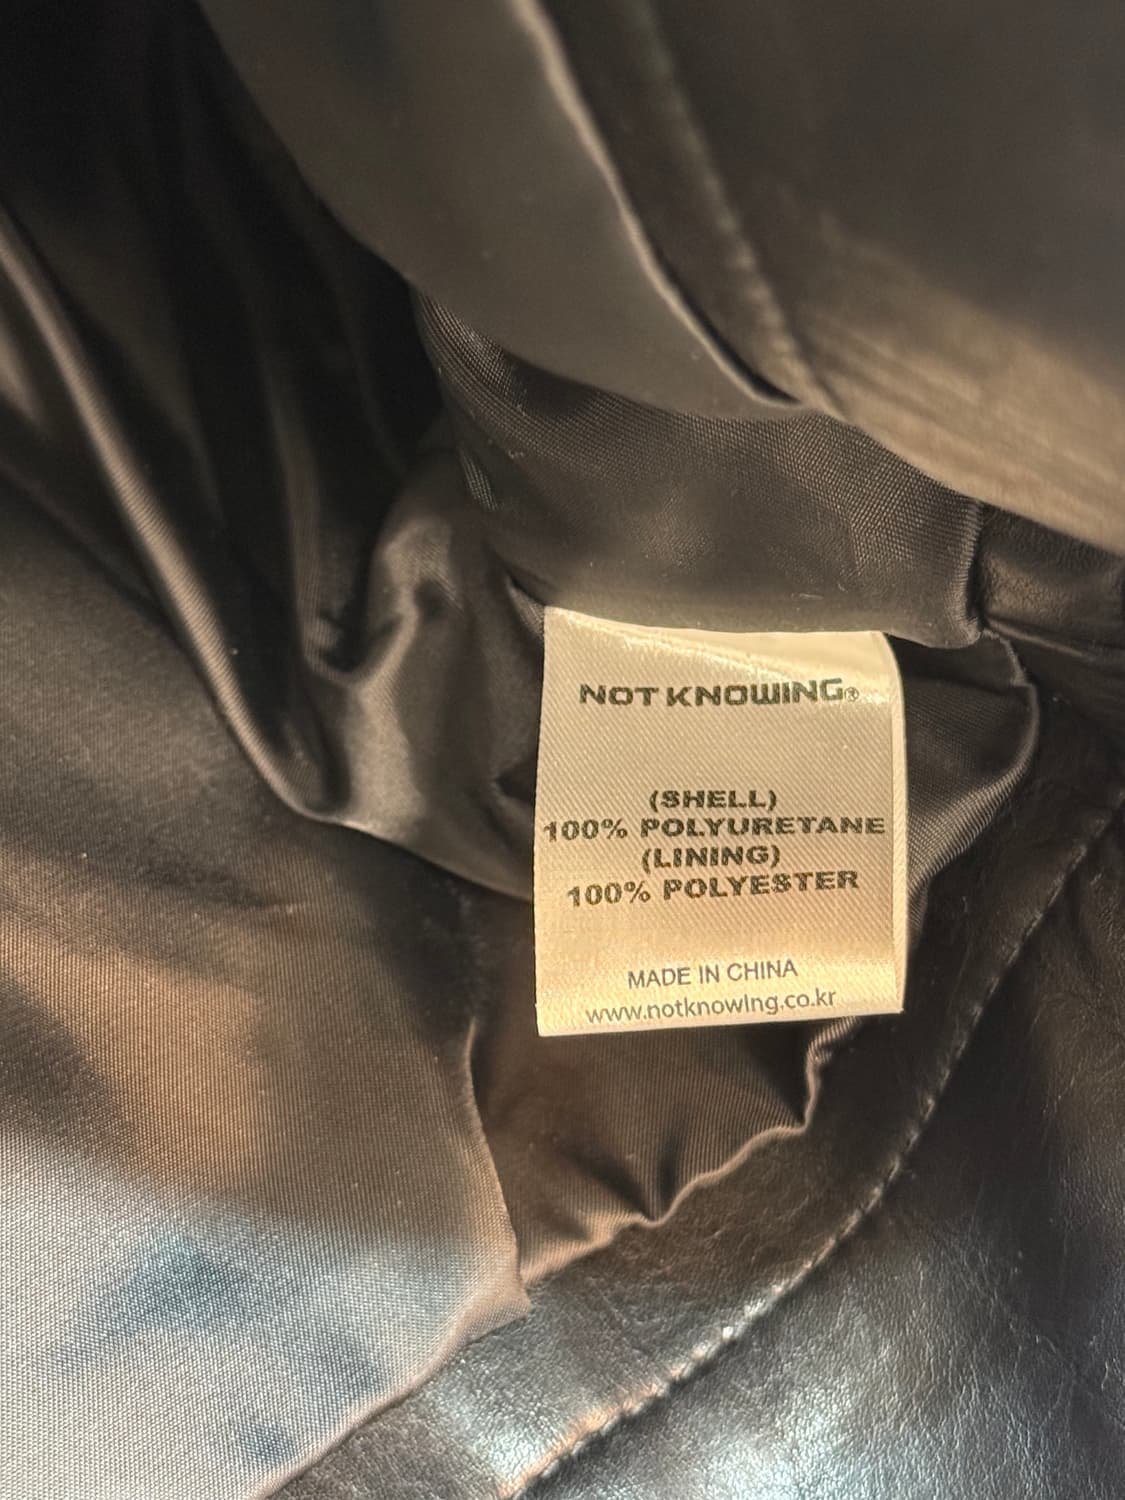 NOT KNOWING®
(SHELL)
100% POLYURETANE
(LINING)
100% POLYESTER
MADE IN CHINA
www.notknowing.co.kr